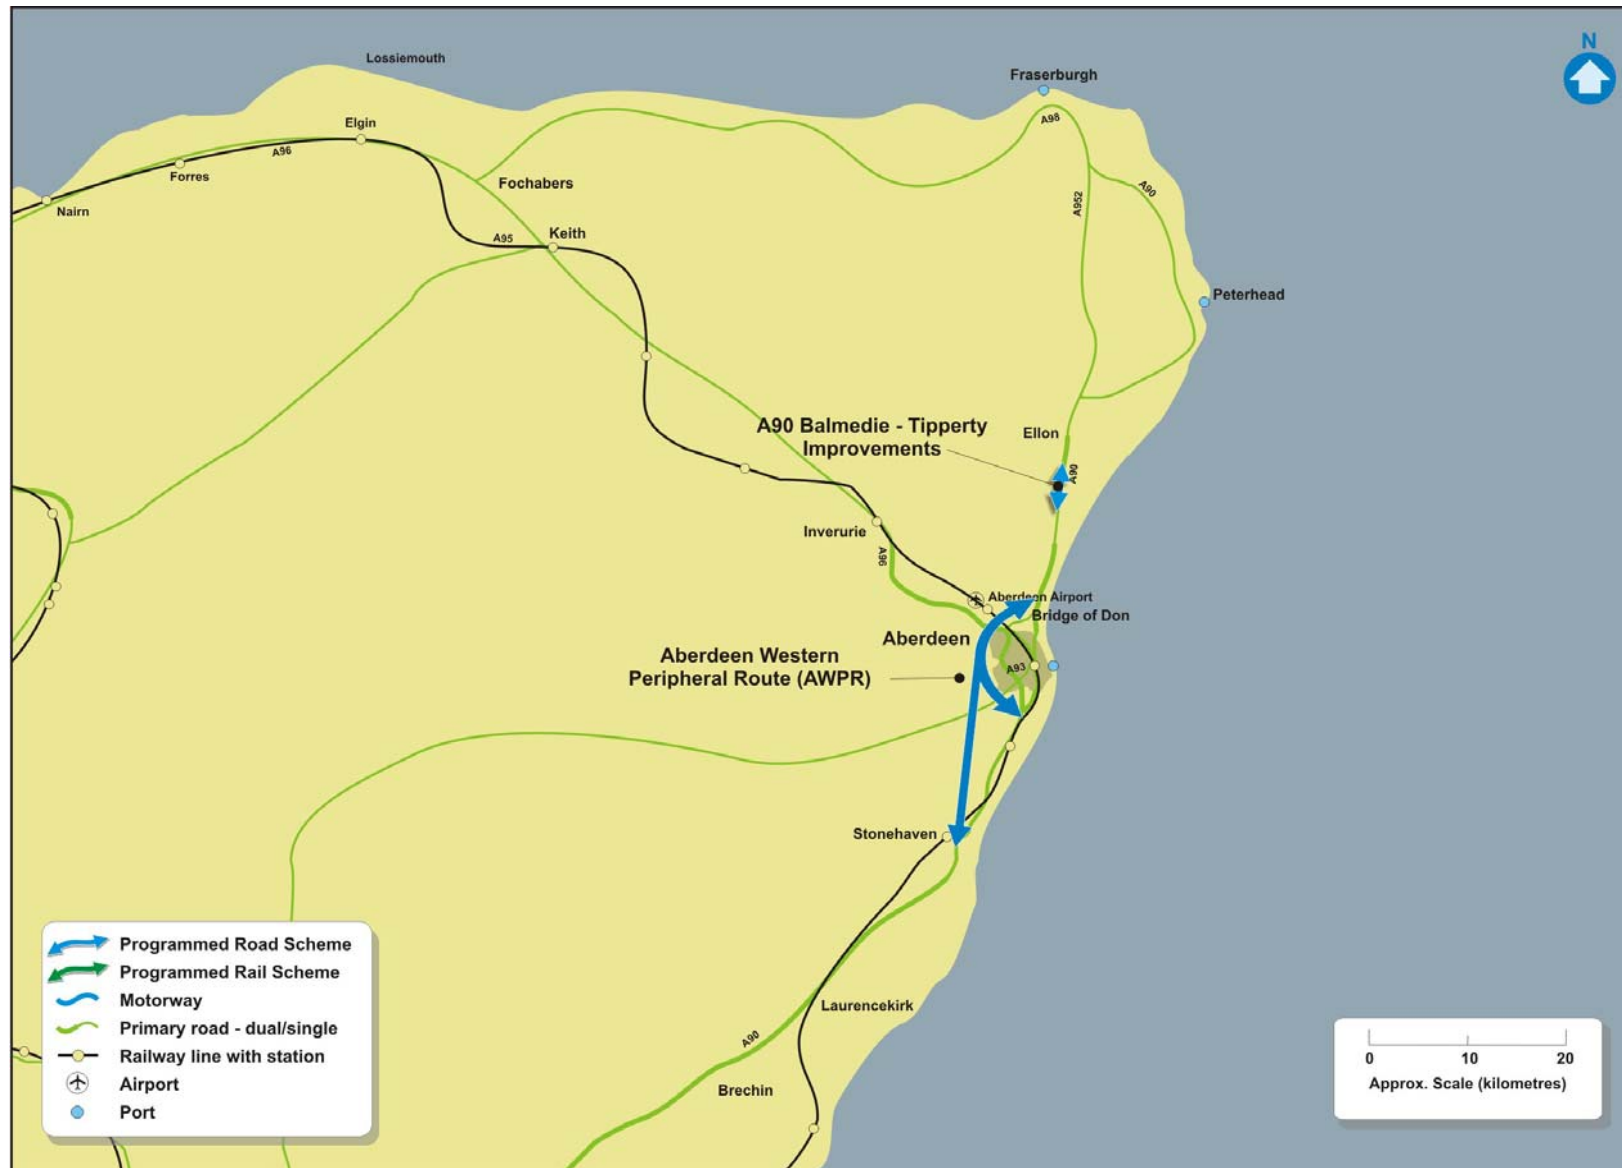 N
Lossiemouth
Fraserburgh
A98
Elgin
A96
Forres
Nairn
Fochabers
A90
A952
A95
Keith
Peterhead
A90 Balmedie - Tipperty
Improvements
Ellon
A90
Inverurie
A96
Aberdeen Airport
Bridge of Don
Aberdeen
A93
Aberdeen Western
Peripheral Route (AWPR)
Stonehaven
Laurencekirk
A90
Brechin
Programmed Road Scheme
Programmed Rail Scheme
Motorway
Primary road - dual/single
Railway line with station
Airport
Port
0 10 20
Approx. Scale (kilometres)